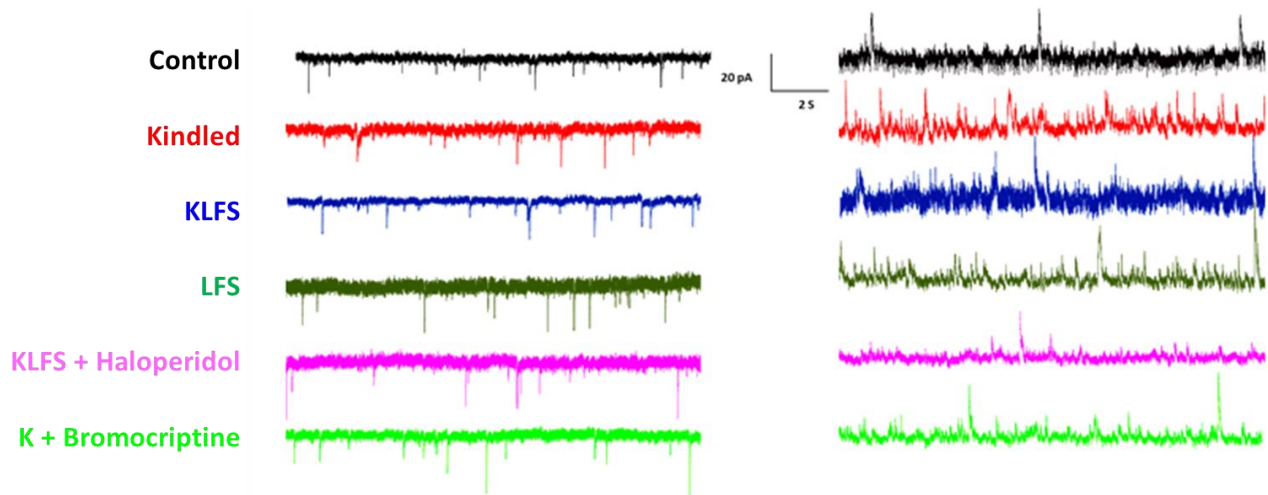 Control
20 pA
2 S
Kindled
KLFS
LFS
KLFS + Haloperidol
K + Bromocriptine